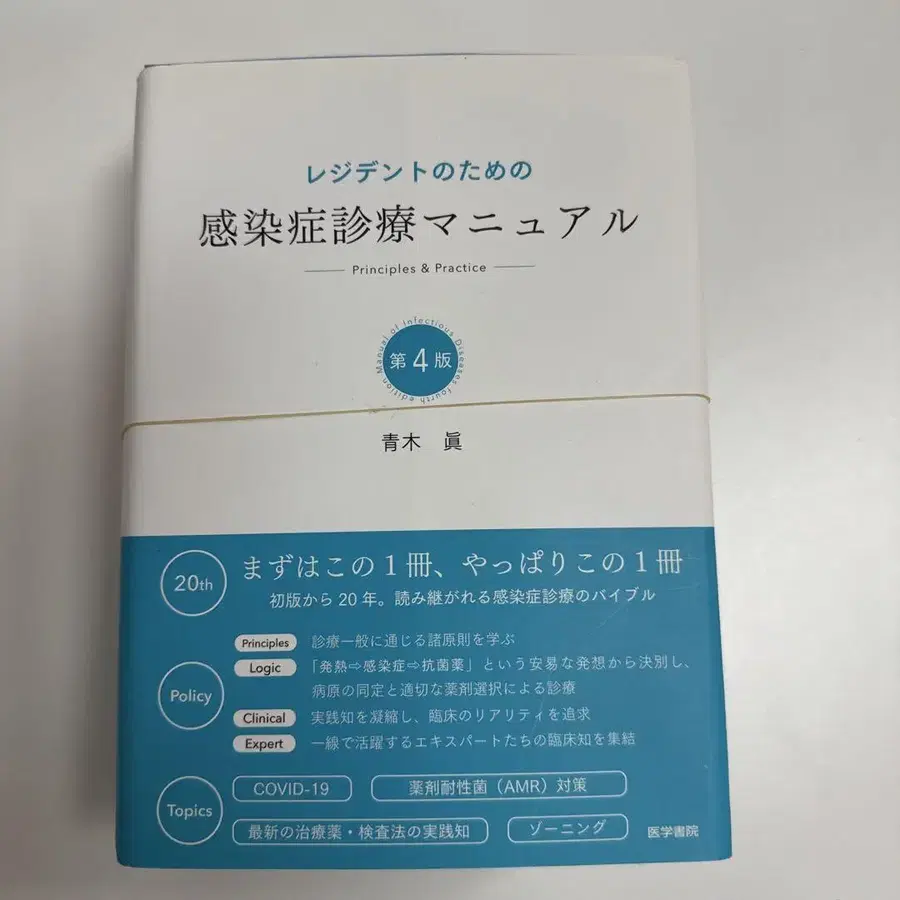 レジデントのための
感染症診療マニュアル
Principles & Practice
Manual of Infectious Diseases fourth edition
第4版
青木 眞
20th
まずはこの1冊、やっぱりこの1冊
初版から20年。読み継がれる感染症診療のバイブル
Policy
Principles 診療一般に通じる諸原則を学ぶ
Logic 「発熱⇨感染症⇨抗菌薬」という安易な発想から決別し、
病原の同定と適切な薬剤選択による診療
Clinical 実践知を凝縮し、臨床のリアリティを追求
Expert 一線で活躍するエキスパートたちの臨床知を集結
Topics
COVID-19 薬剤耐性菌（AMR）対策
最新の治療薬・検査法の実践知 ゾーニング
医学書院